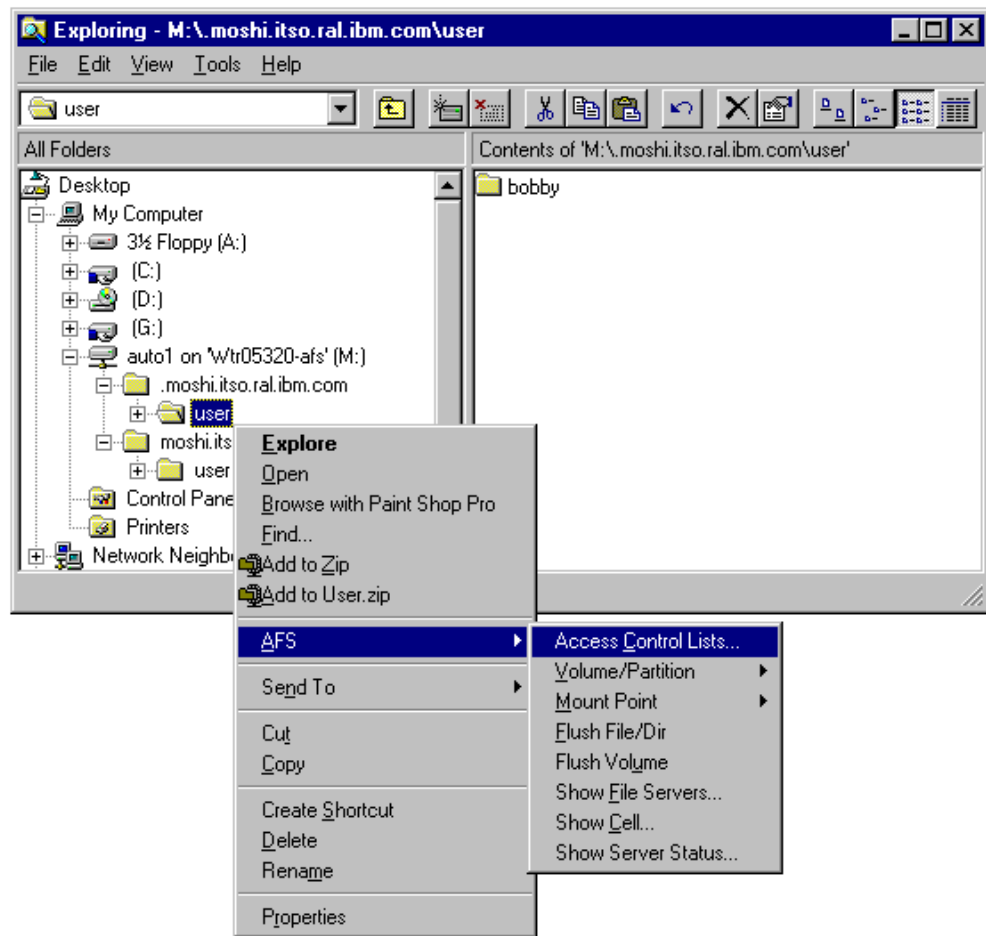 Exploring - M:\.moshi.itso.ral.ibm.com\user
File Edit View Tools Help
user
All Folders
Contents of 'M:\.moshi.itso.ral.ibm.com\user'
Desktop
My Computer
3½ Floppy (A:)
(C:)
(D:)
(G:)
auto1 on 'Wtr05320-afs' (M:)
.moshi.itso.ral.ibm.com
user
moshi.its
user
Control Pane
Printers
Network Neighb
bobby
Explore
Open
Browse with Paint Shop Pro
Find...
Add to Zip
Add to User.zip
AFS
Send To
Cut
Copy
Create Shortcut
Delete
Rename
Properties
Access Control Lists...
Volume/Partition
Mount Point
Flush File/Dir
Flush Volume
Show File Servers...
Show Cell...
Show Server Status...